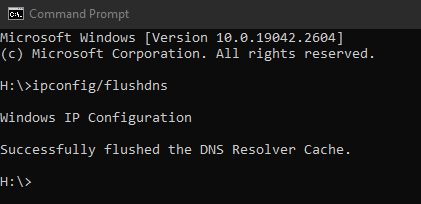 Command Prompt
Microsoft Windows [Version 10.0.19042.2604]
(c) Microsoft Corporation. All rights reserved.
H:\>ipconfig/flushdns
Windows IP Configuration
Successfully flushed the DNS Resolver Cache.
H:\>